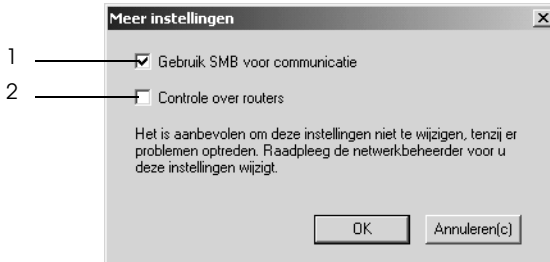 Meer instellingen
1
Gebruik SMB voor communicatie
2
Controle over routers
Het is aanbevolen om deze instellingen niet te wijzigen, tenzij er
problemen optreden. Raadpleeg de netwerkbeheerder voor u
deze instellingen wijzigt.
OK
Annuleren(c)